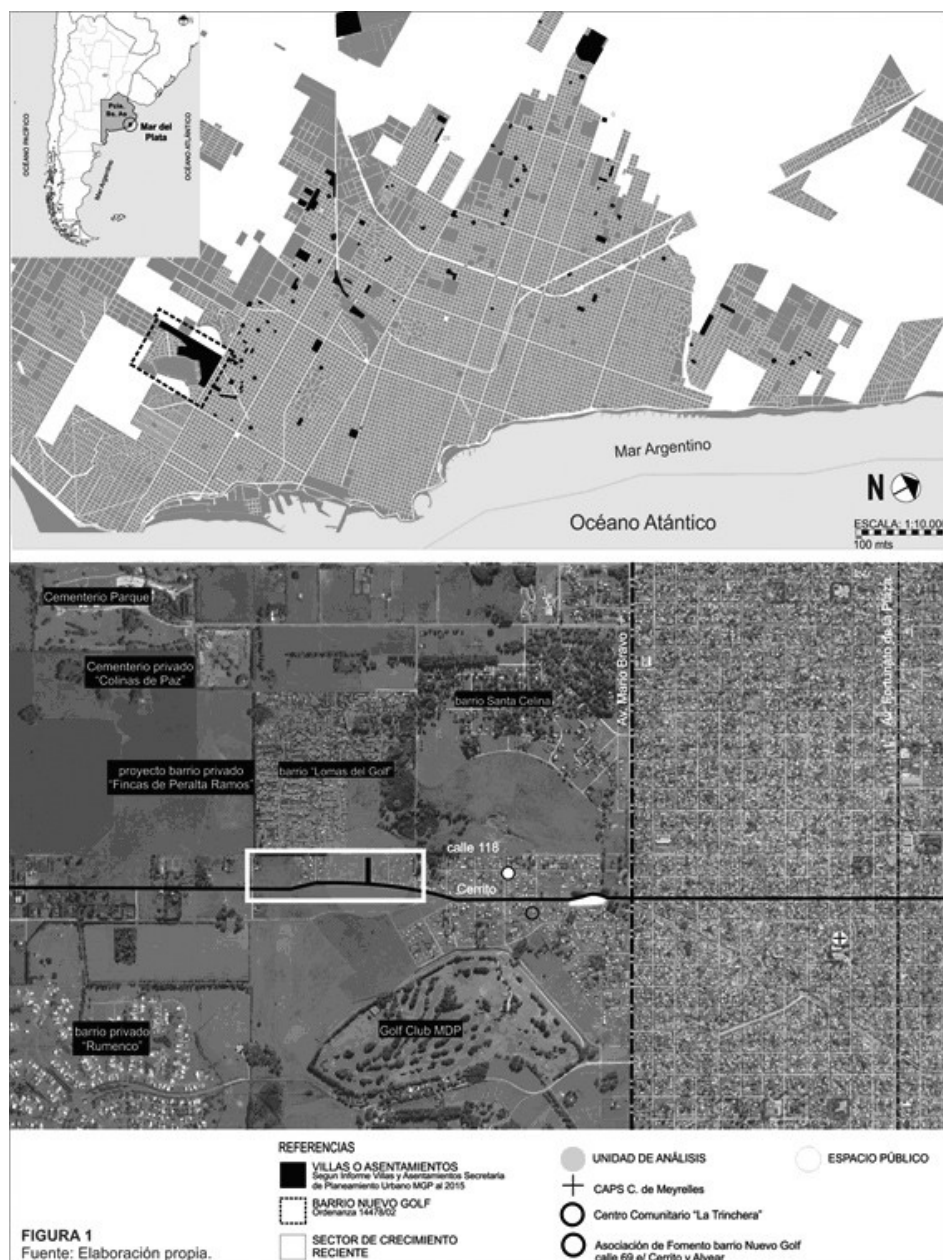 OCÉANO PACÍFICO
Pcia.
Bs. As
Mar del
Plata
Mar Argentino
OCÉANO ATLÁNTICO
Mar Argentino
Océano Atántico
N
ESCALA: 1:10.000
100 mts
Cementerio Parque
Cementerio privado
"Colinas de Paz"
proyecto barrio privado
"Fincas de Peralta Ramos"
barrio "Lomas del Golf"
barrio Santa Celina
Av. Mario Bravo
Av. Fortunato de la Plaza
calle 118
Cerrito
barrio privado
"Rumenco"
Golf Club MDP
FIGURA 1
Fuente: Elaboración propia.
REFERENCIAS
VILLAS O ASENTAMIENTOS
Segun Informe Villas y Asentamientos Secretaria
de Planeamiento Urbano MGP al 2015
BARRIO NUEVO GOLF
Ordenanza 14478/02
SECTOR DE CRECIMIENTO
RECIENTE
UNIDAD DE ANÁLISIS
CAPS C. de Meyrelles
Centro Comunitario "La Trinchera"
Asociación de Fomento barrio Nuevo Golf
calle 69 e/ Cerrito y Alvear
ESPACIO PÚBLICO